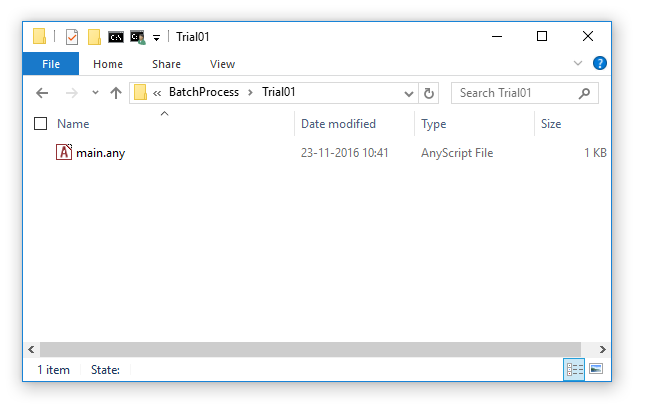 Trial01
File Home Share View
« BatchProcess > Trial01 Search Trial01
Name Date modified Type Size
main.any 23-11-2016 10:41 AnyScript File 1 KB
1 item State: